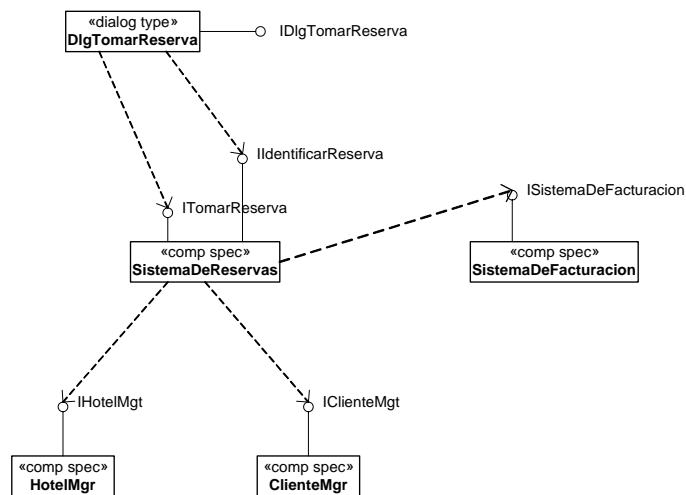 «dialog type»
DlgTomarReserva
IDlgTomarReserva
IIdentificarReserva
ITomarReserva
ISistemaDeFacturacion
«comp spec»
SistemaDeReservas
«comp spec»
SistemaDeFacturacion
IHotelMgt
IClienteMgt
«comp spec»
HotelMgr
«comp spec»
ClienteMgr